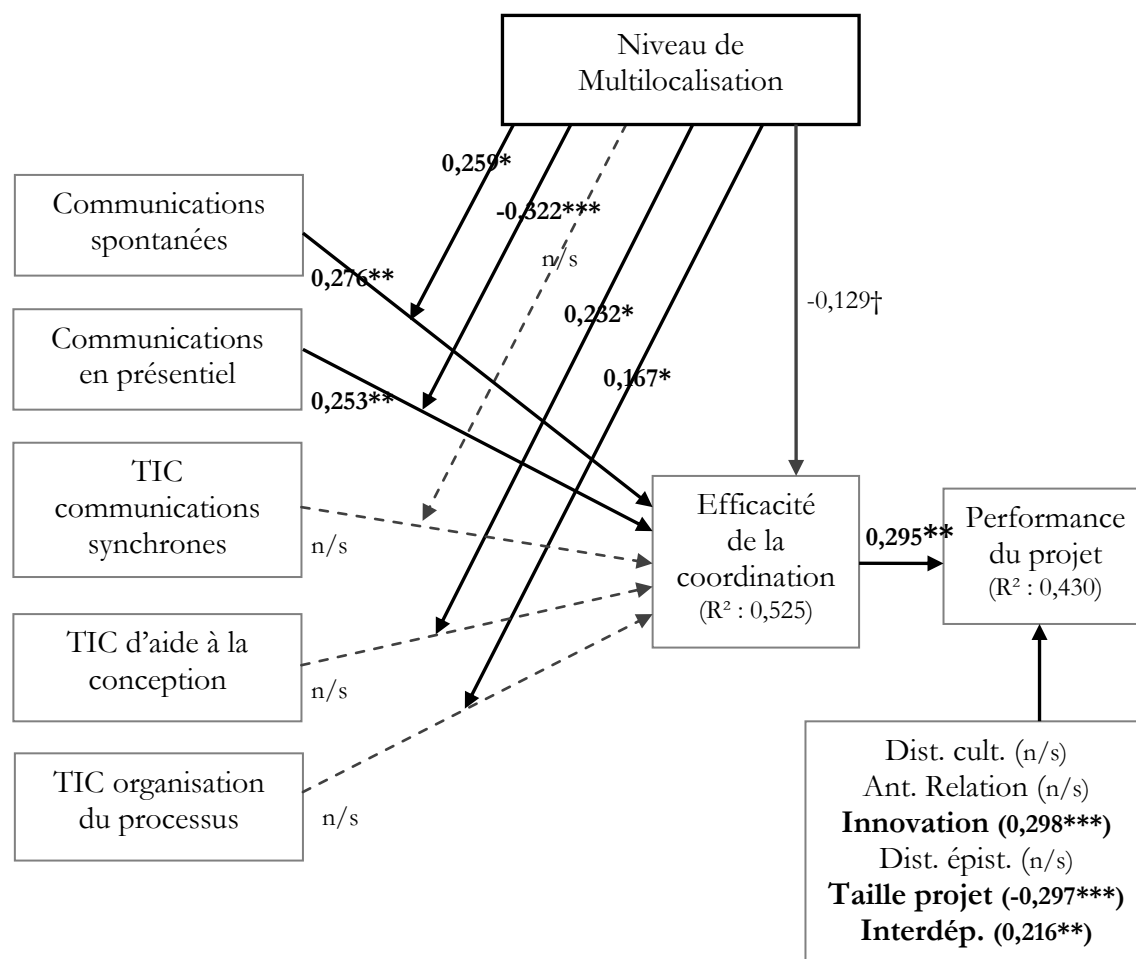 Niveau de
Multilocalisation
0,259*
-0.322***
n/s
0,232*
0,167*
-0,129†
Communications
spontanées
0,276**
Communications
en présentiel
0,253**
TIC
communications
synchrones
n/s
TIC d'aide à la
conception
n/s
TIC organisation
du processus
n/s
Efficacité
de la
coordination
(R² : 0,525)
0,295**
Performance
du projet
(R² : 0,430)
Dist. cult. (n/s)
Ant. Relation (n/s)
Innovation (0,298***)
Dist. épist. (n/s)
Taille projet (-0,297***)
Interdép. (0,216**)